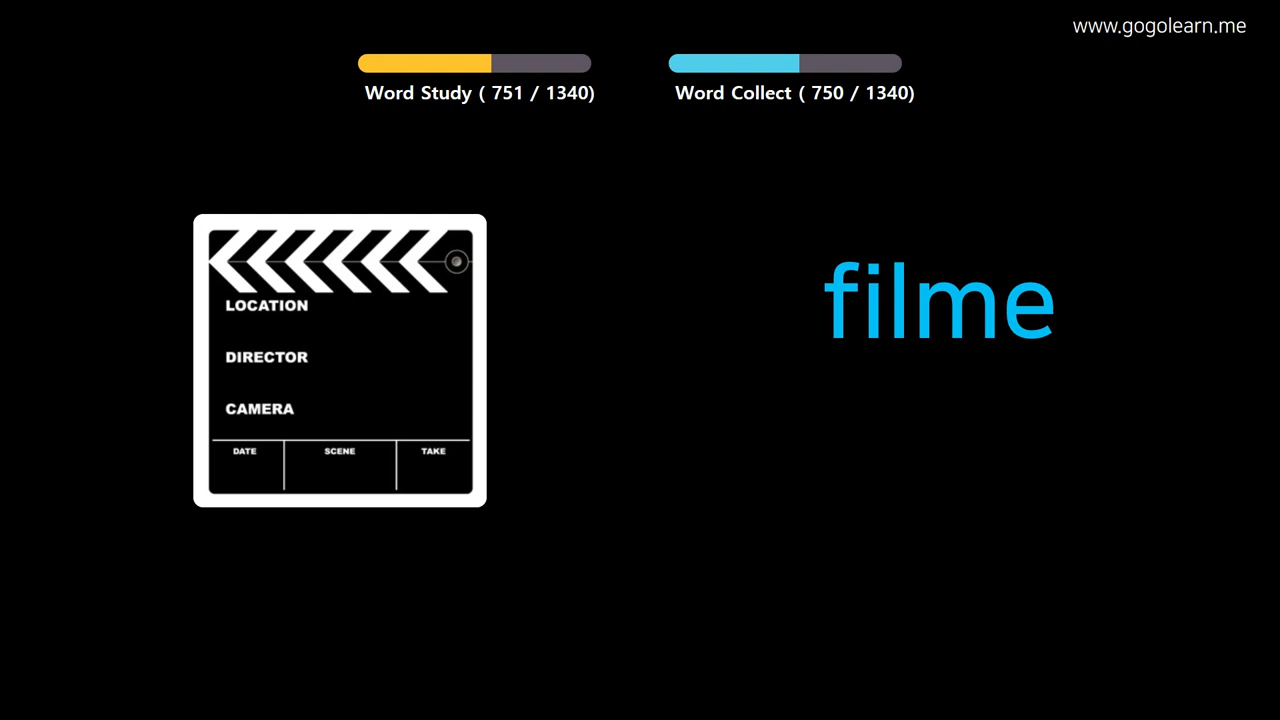 www.gogolearn.me
Word Study ( 751 / 1340)
Word Collect ( 750 / 1340)
LOCATION
DIRECTOR
CAMERA
DATE
SCENE
TAKE
filme